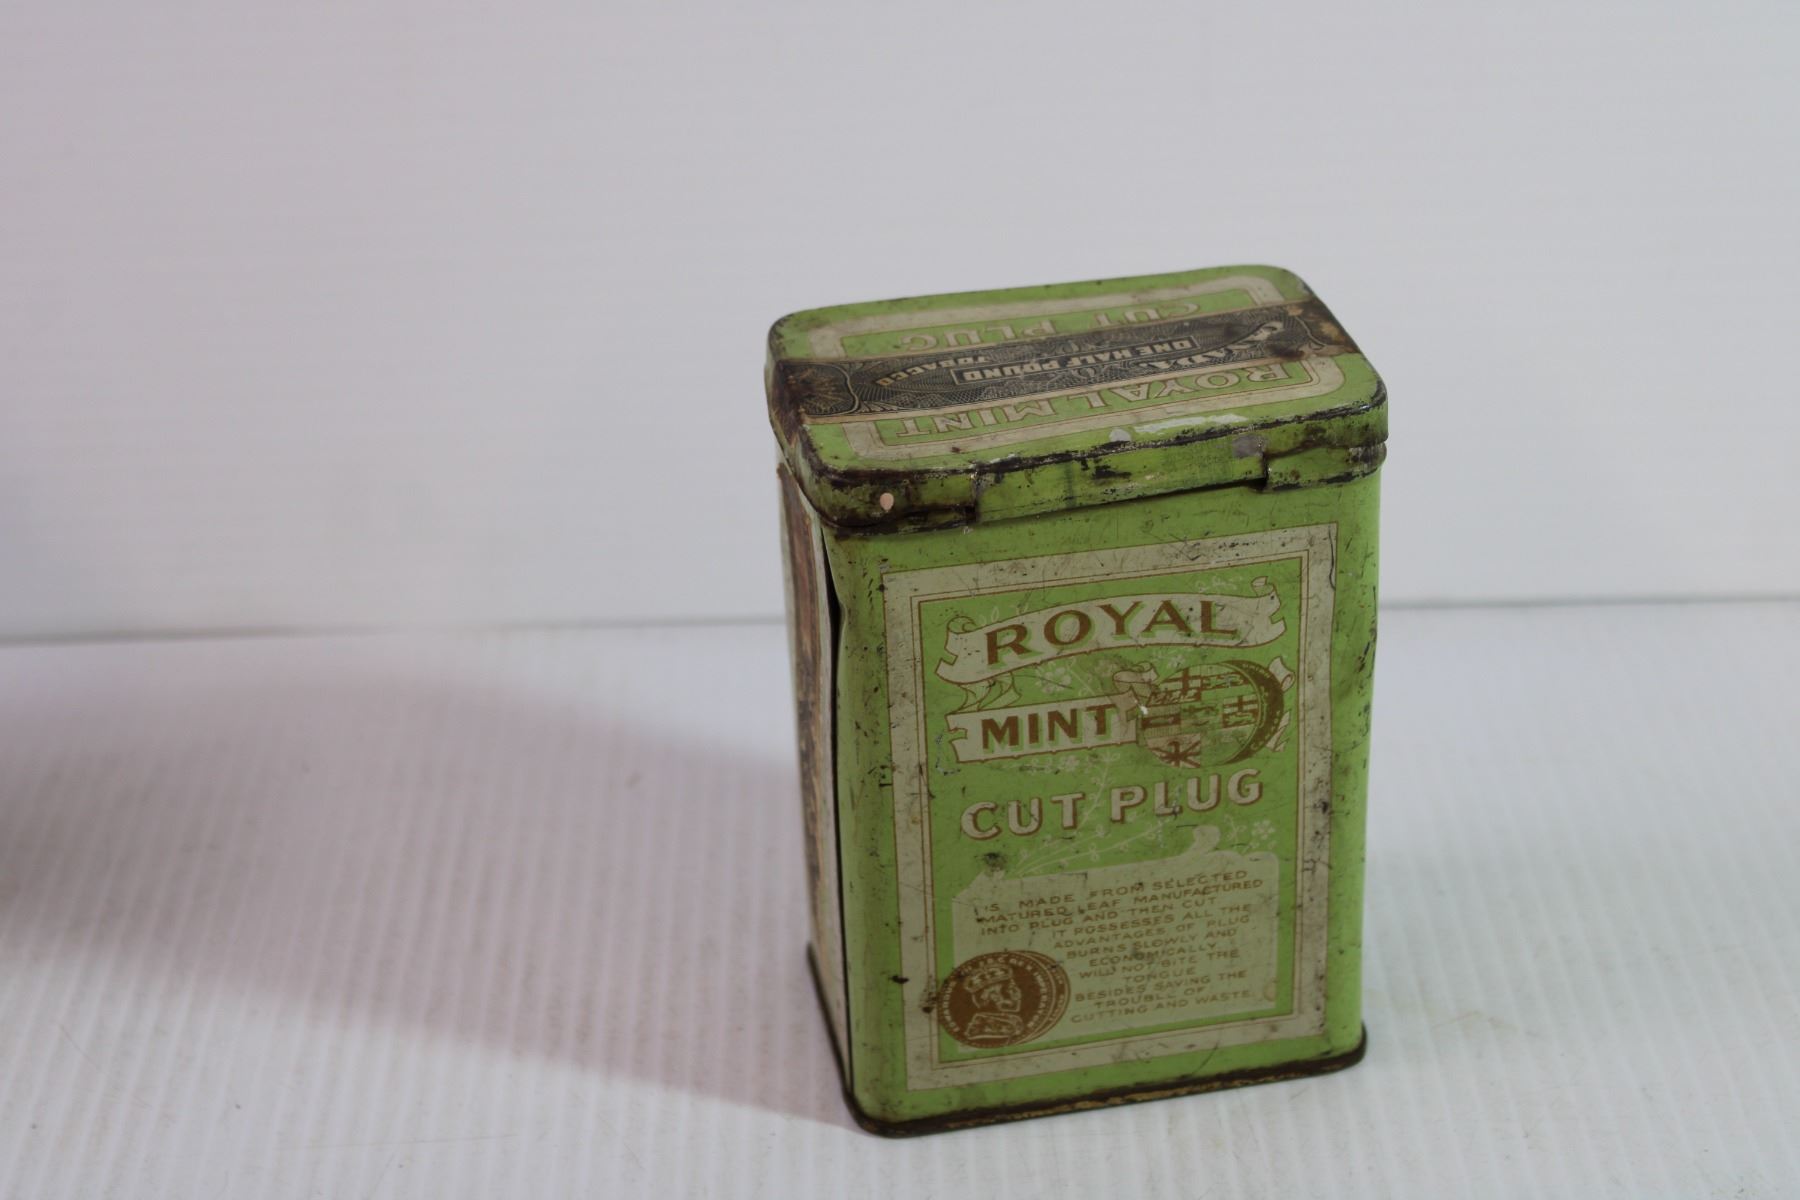 CUT PLUG
CANADA
ONE HALF POUND
TOBACCO
ROYAL MINT
ROYAL
MINT
CUT PLUG
IS MADE FROM SELECTED
MATURED LEAF MANUFACTURED
INTO PLUG AND THEN CUT
IT POSSESSES ALL THE
ADVANTAGES OF PLUG
BURNS SLOWLY AND
ECONOMICALLY
WILL NOT BITE THE
TONGUE
BESIDES SAVING THE
TROUBLE OF
CUTTING AND WASTE